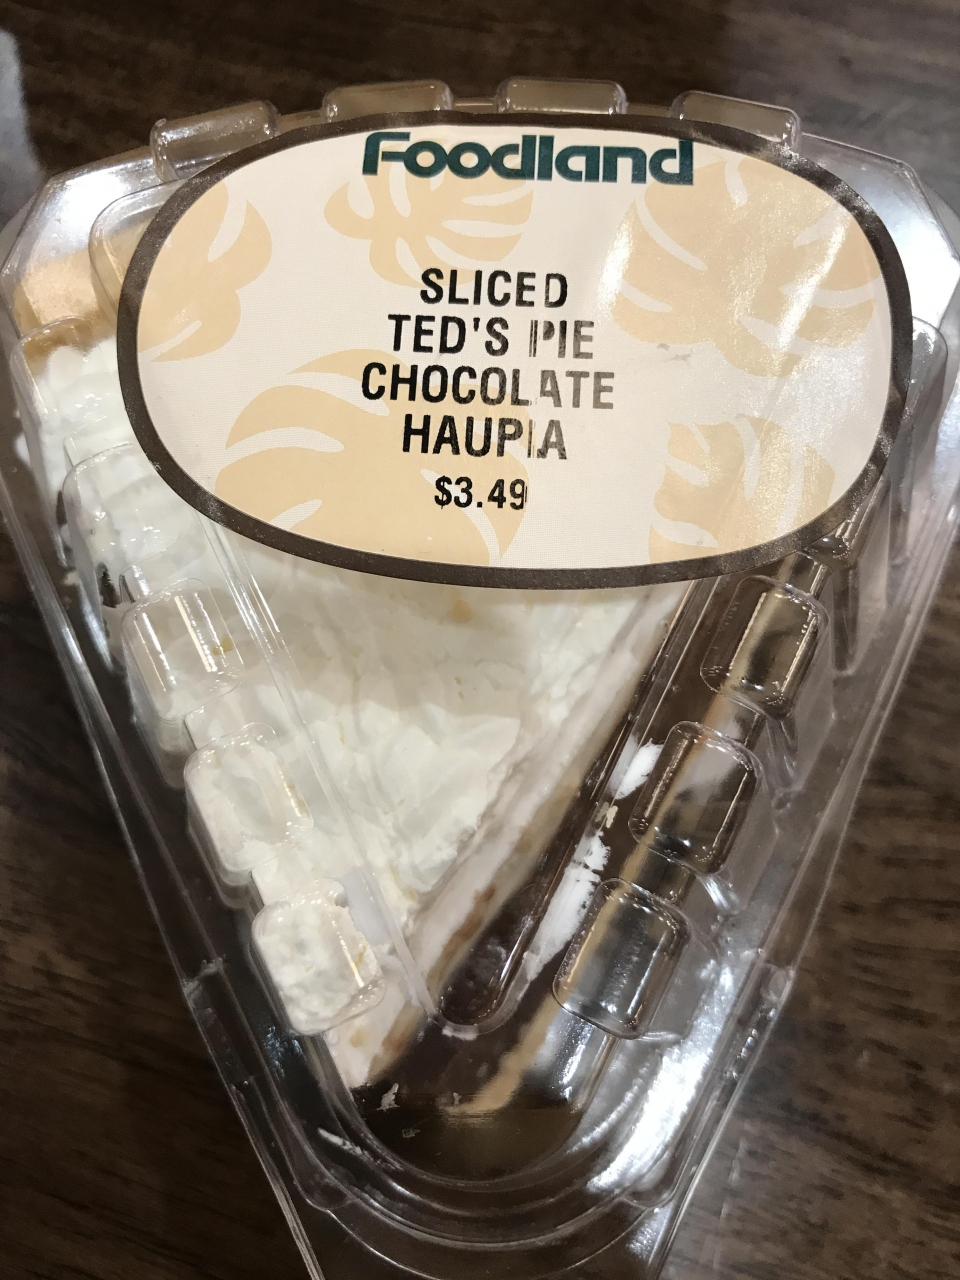 Foodland
SLICED
TED'S PIE
CHOCOLATE
HAUPIA
$3.49